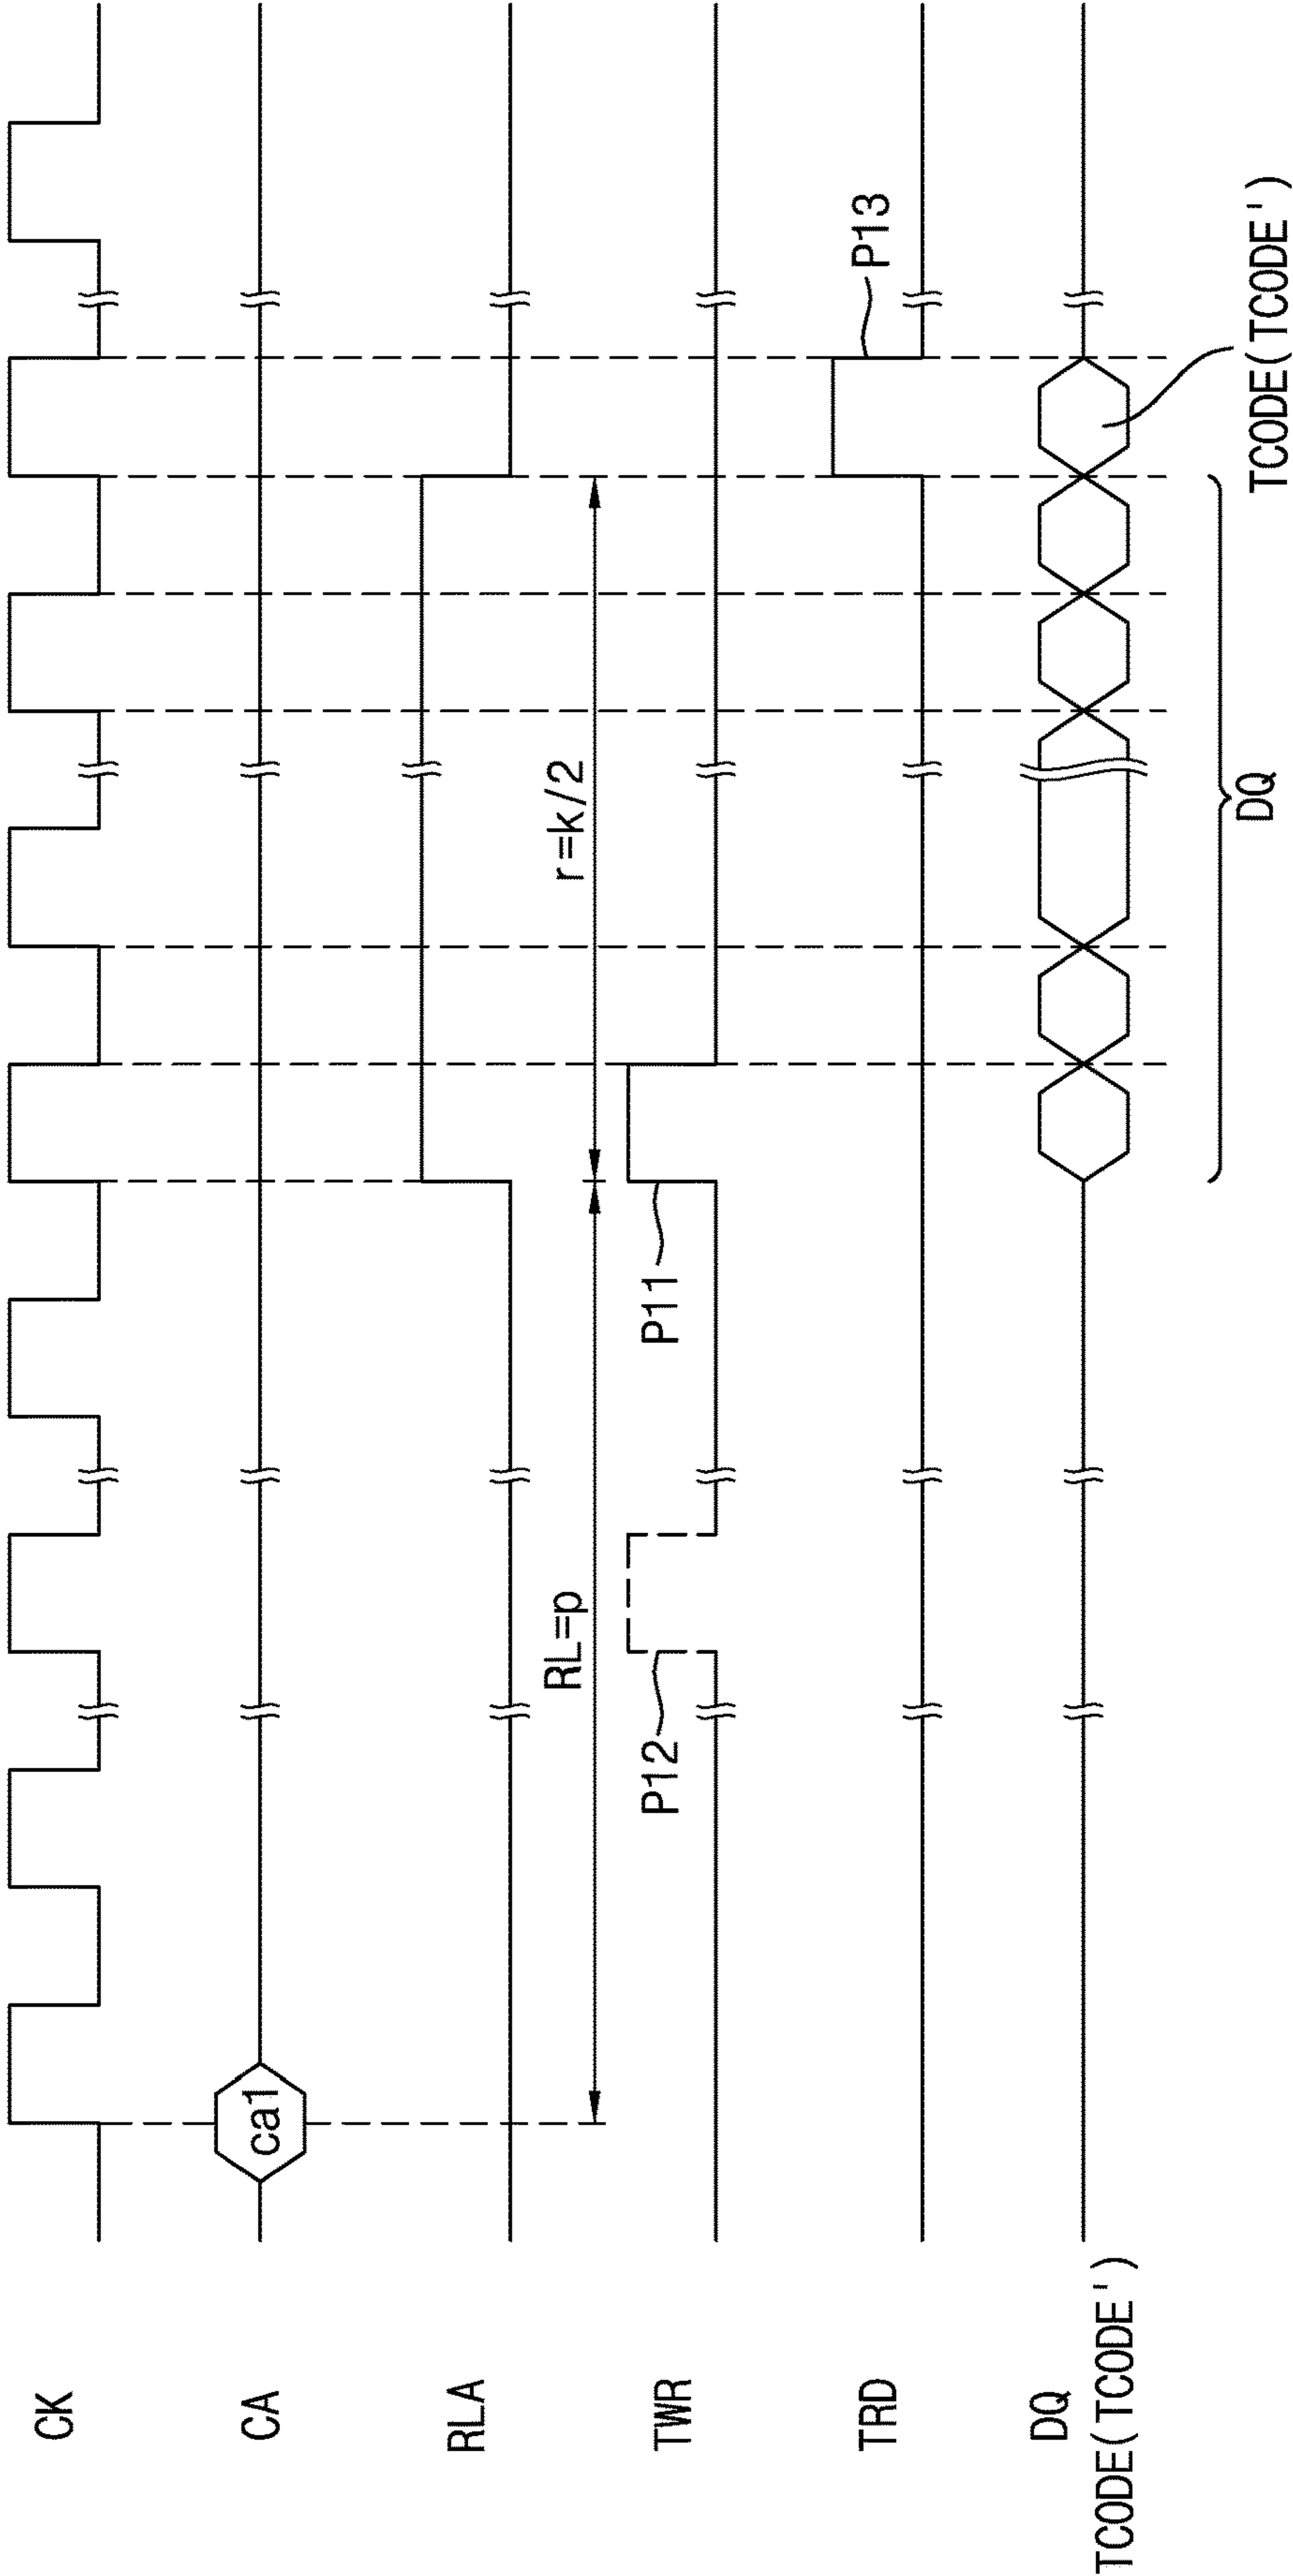 CK
CA
ca1
RLA
RL=p
r=k/2
TWR
P12
P11
TRD
P13
DQ
TCODE(TCODE')
DQ
TCODE(TCODE')